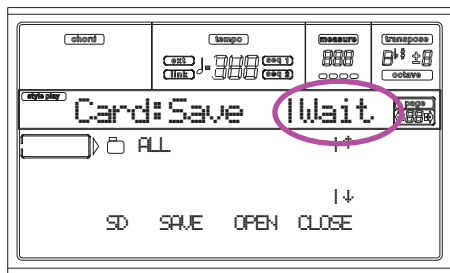 chord tempo measure transpose
ext seq 1
link seq 2
octave
style play page
Card:Save |Wait
ALL
SD SAVE OPEN CLOSE